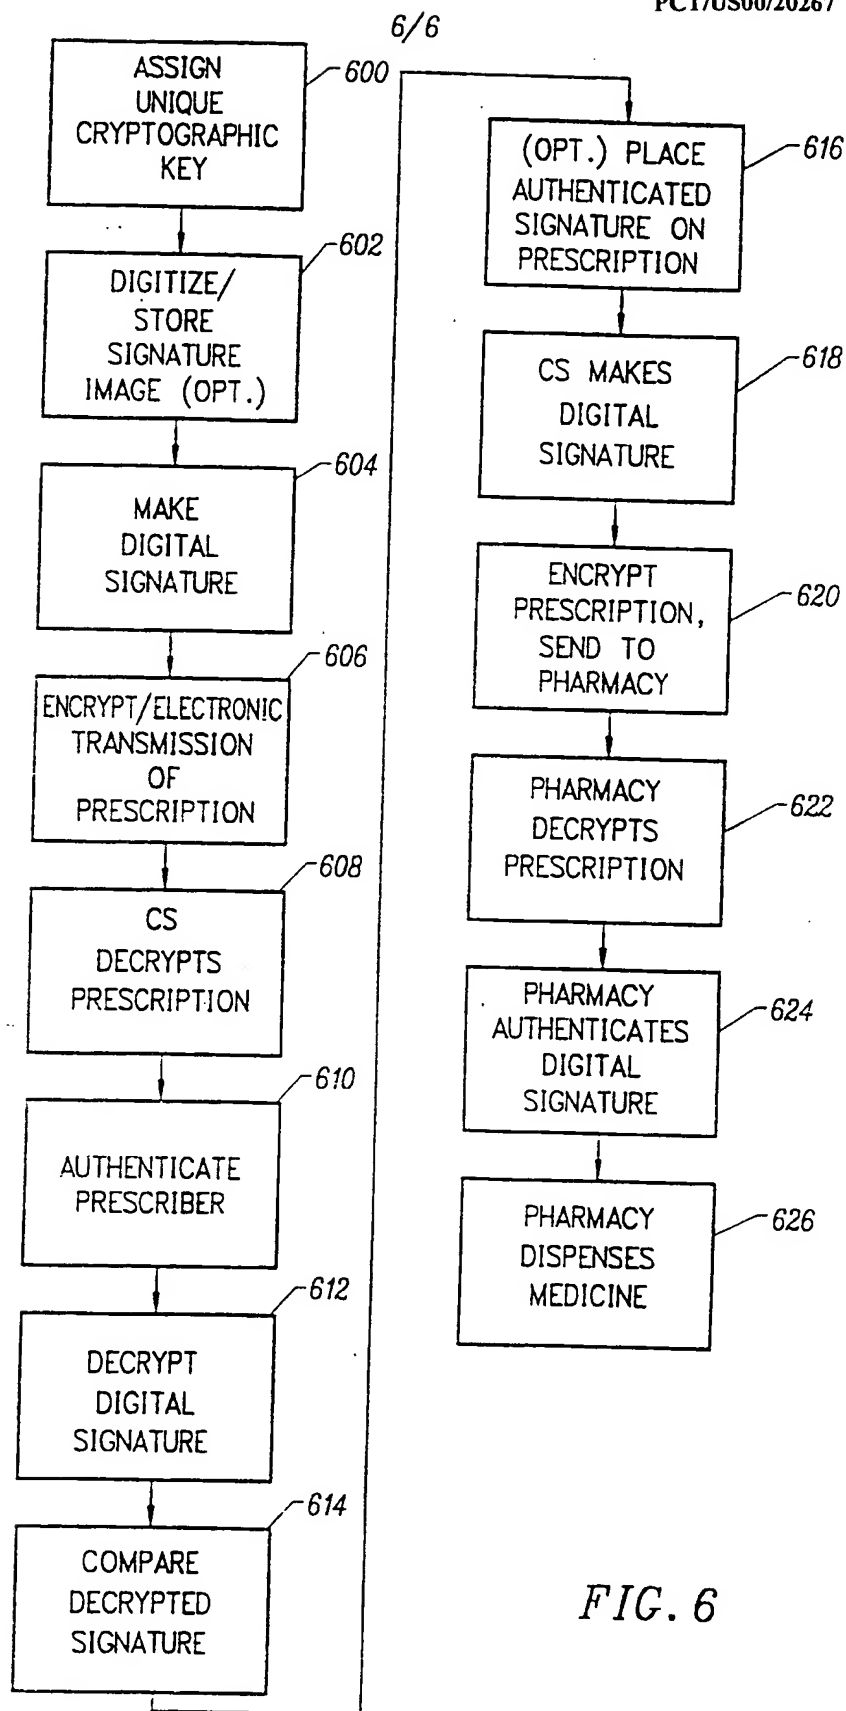 PCT/US00/20267
6/6
ASSIGN
UNIQUE
CRYPTOGRAPHIC
KEY
600
DIGITIZE/
STORE
SIGNATURE
IMAGE (OPT.)
602
MAKE
DIGITAL
SIGNATURE
604
ENCRYPT/ELECTRONIC
TRANSMISSION
OF
PRESCRIPTION
606
CS
DECRYPTS
PRESCRIPTION
608
AUTHENTICATE
PRESCRIBER
610
DECRYPT
DIGITAL
SIGNATURE
612
COMPARE
DECRYPTED
SIGNATURE
614
(OPT.) PLACE
AUTHENTICATED
SIGNATURE ON
PRESCRIPTION
616
CS MAKES
DIGITAL
SIGNATURE
618
ENCRYPT
PRESCRIPTION,
SEND TO
PHARMACY
620
PHARMACY
DECRYPTS
PRESCRIPTION
622
PHARMACY
AUTHENTICATES
DIGITAL
SIGNATURE
624
PHARMACY
DISPENSES
MEDICINE
626
FIG. 6